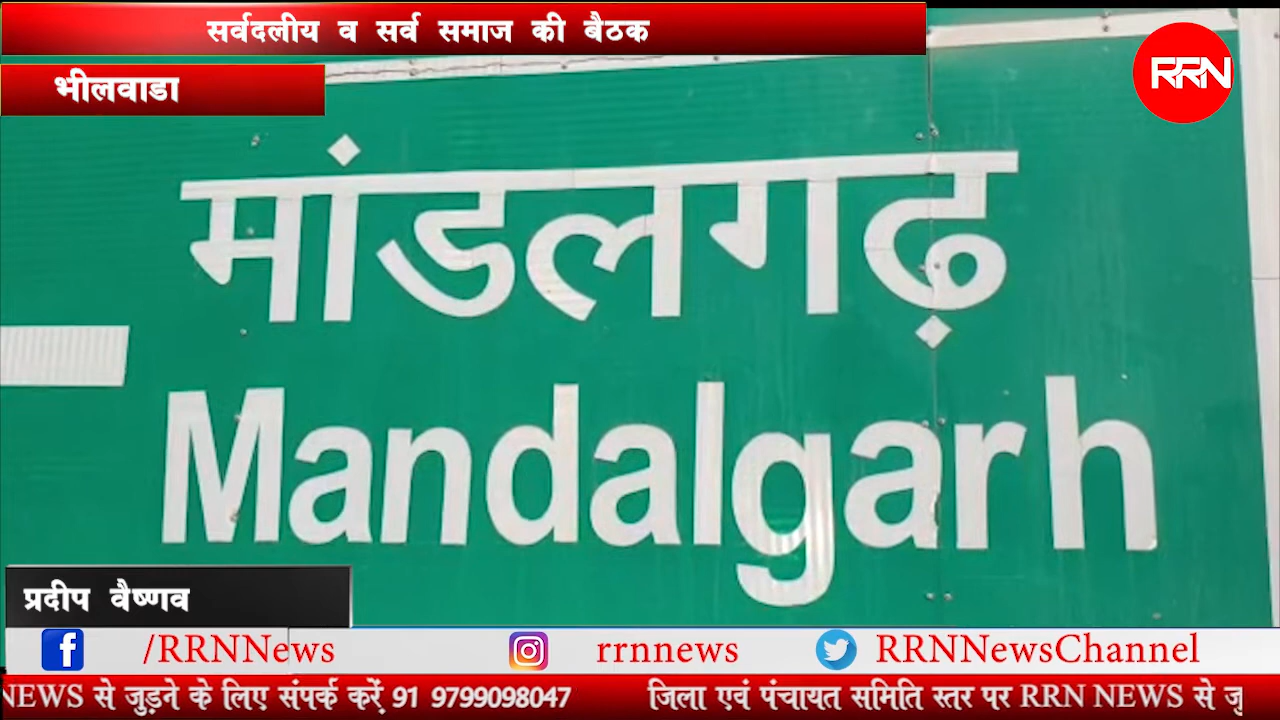 सर्वदलीय व सर्व समाज की बैठक
भीलवाडा
RRN
मांडलगढ़
Mandalgarh
प्रदीप वैष्णव
/RRNNews
rrnnews
RRNNewsChannel
NEWS से जुड़ने के लिए संपर्क करें 91 9799098047 जिला एवं पंचायत समिति स्तर पर RRN NEWS से जु